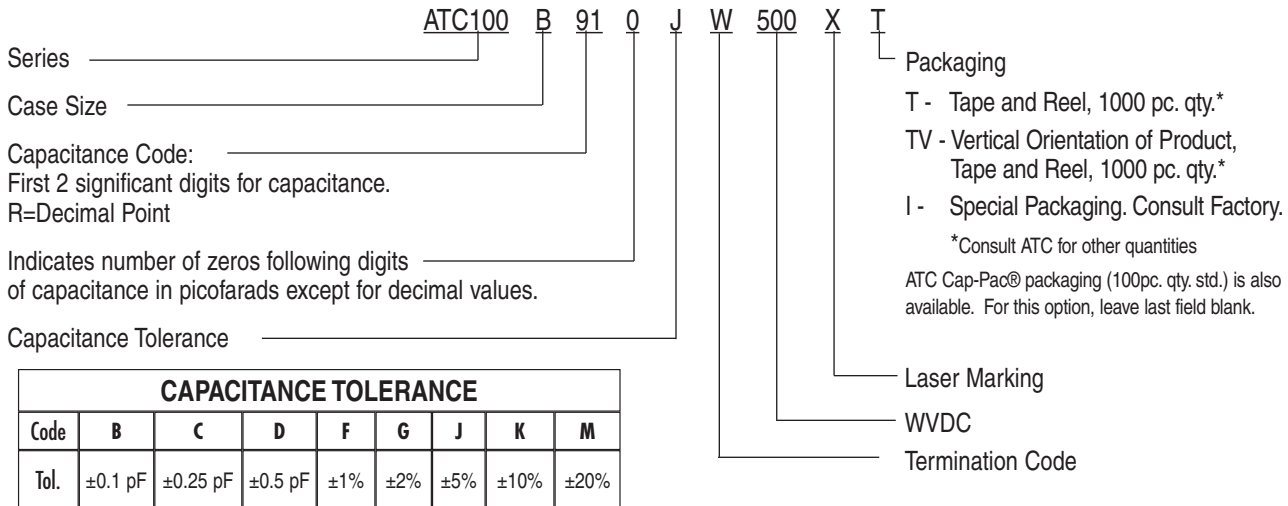 ATC100 B 91 0 J W 500 X T
Series
Case Size
Capacitance Code:
First 2 significant digits for capacitance.
R=Decimal Point
Indicates number of zeros following digits
of capacitance in picofarads except for decimal values.
Capacitance Tolerance
CAPACITANCE TOLERANCE
Code B C D F G J K M
Tol. ±0.1 pF ±0.25 pF ±0.5 pF ±1% ±2% ±5% ±10% ±20%
Packaging
T - Tape and Reel, 1000 pc. qty.*
TV - Vertical Orientation of Product,
Tape and Reel, 1000 pc. qty.*
I - Special Packaging. Consult Factory.
*Consult ATC for other quantities
ATC Cap-Pac® packaging (100pc. qty. std.) is also
available. For this option, leave last field blank.
Laser Marking
WVDC
Termination Code